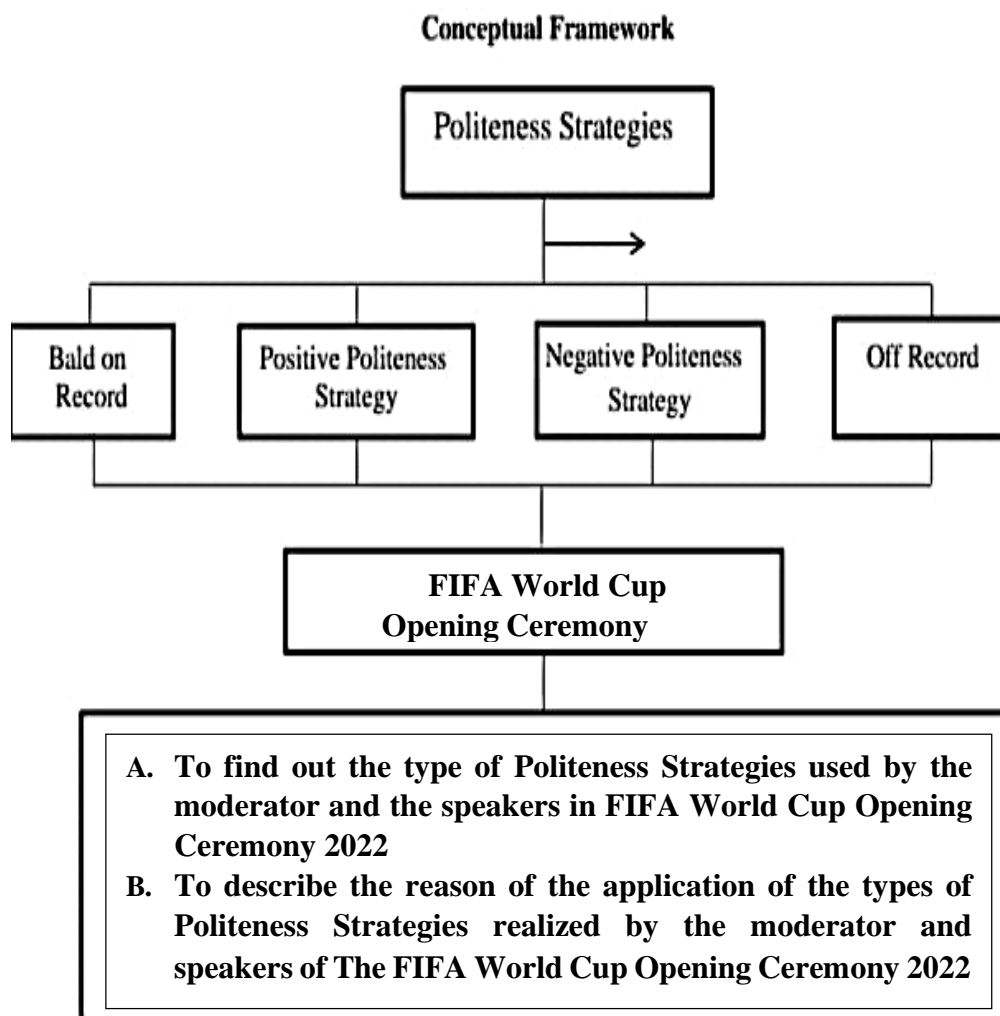 Conceptual Framework
Politeness Strategies
Bald on
Record
Positive Politeness
Strategy
Negative Politeness
Strategy
Off Record
FIFA World Cup
Opening Ceremony
A. To find out the type of Politeness Strategies used by the
moderator and the speakers in FIFA World Cup Opening
Ceremony 2022
B. To describe the reason of the application of the types of
Politeness Strategies realized by the moderator and
speakers of The FIFA World Cup Opening Ceremony 2022